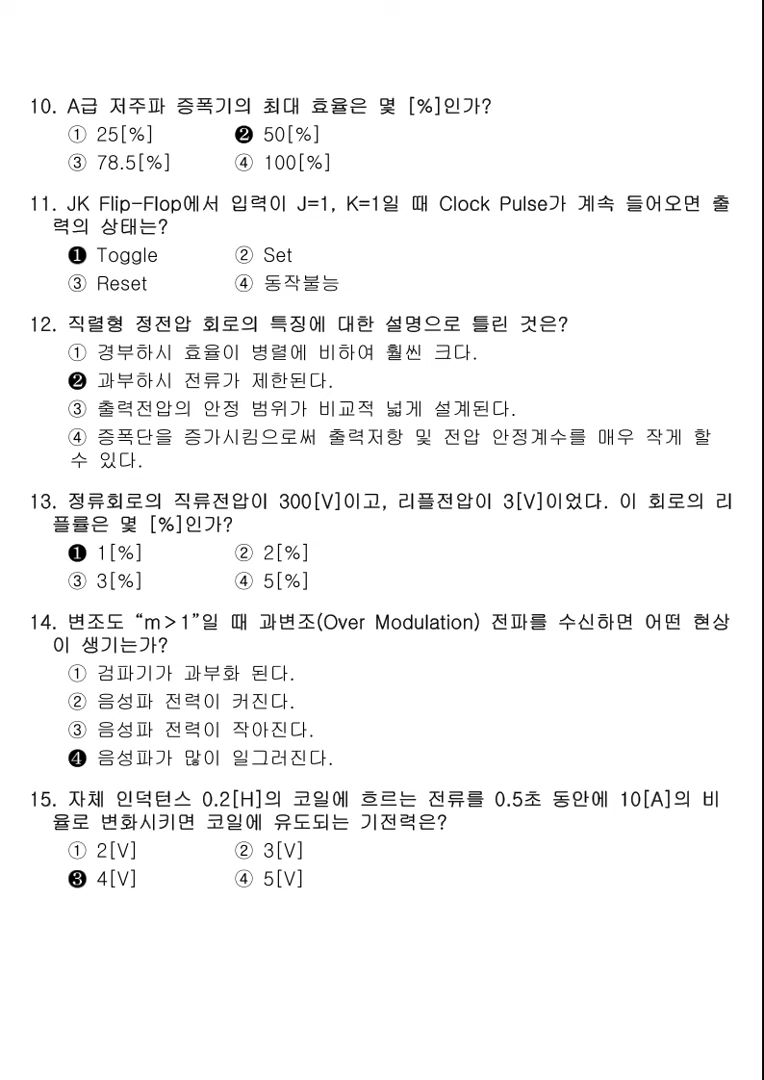 10. A급 저주파 증폭기의 최대 효율은 몇 [%]인가?
① 25[%] ❷ 50[%]
③ 78.5[%] ④ 100[%]
11. JK Flip-Flop에서 입력이 J=1, K=1일 때 Clock Pulse가 계속 들어오면 출
력의 상태는?
❶ Toggle ② Set
③ Reset ④ 동작불능
12. 직렬형 정전압 회로의 특징에 대한 설명으로 틀린 것은?
① 경부하시 효율이 병렬에 비하여 훨씬 크다.
❷ 과부하시 전류가 제한된다.
③ 출력전압의 안정 범위가 비교적 넓게 설계된다.
④ 증폭단을 증가시킴으로써 출력저항 및 전압 안정계수를 매우 작게 할
수 있다.
13. 정류회로의 직류전압이 300[V]이고, 리플전압이 3[V]이었다. 이 회로의 리
플률은 몇 [%]인가?
❶ 1[%] ② 2[%]
③ 3[%] ④ 5[%]
14. 변조도 “m＞1”일 때 과변조(Over Modulation) 전파를 수신하면 어떤 현상
이 생기는가?
① 검파기가 과부화 된다.
② 음성파 전력이 커진다.
③ 음성파 전력이 작아진다.
❹ 음성파가 많이 일그러진다.
15. 자체 인덕턴스 0.2[H]의 코일에 흐르는 전류를 0.5초 동안에 10[A]의 비
율로 변화시키면 코일에 유도되는 기전력은?
① 2[V] ② 3[V]
❸ 4[V] ④ 5[V]